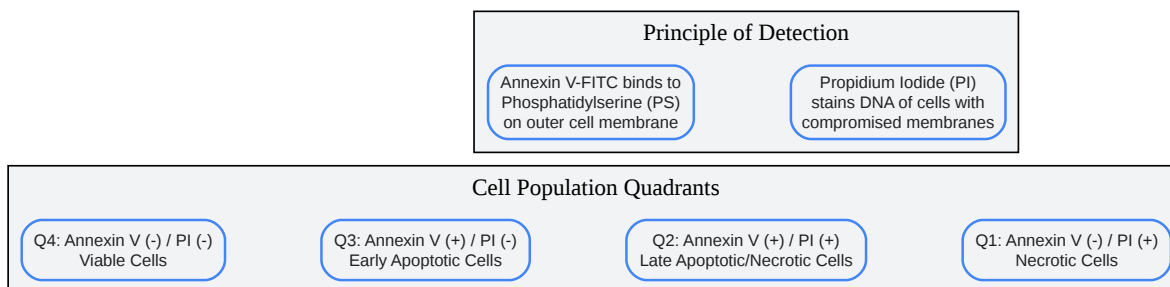 Principle of Detection
Annexin V-FITC binds to
Phosphatidylserine (PS)
on outer cell membrane
Propidium Iodide (PI)
stains DNA of cells with
compromised membranes
Cell Population Quadrants
Q4: Annexin V (-) / PI (-)
Viable Cells
Q3: Annexin V (+) / PI (-)
Early Apoptotic Cells
Q2: Annexin V (+) / PI (+)
Late Apoptotic/Necrotic Cells
Q1: Annexin V (-) / PI (+)
Necrotic Cells